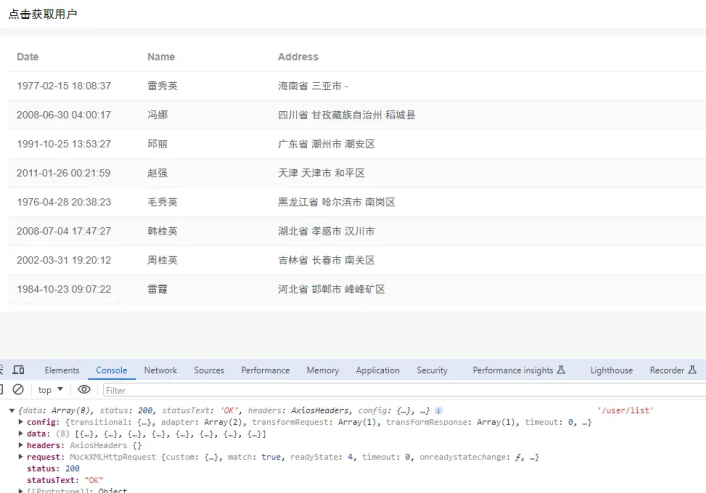 点击获取用户
Date Name Address
1977-02-15 18:08:37 雷秀英 海南省 三亚市 -
2008-06-30 04:00:17 冯娜 四川省 甘孜藏族自治州 稻城县
1991-10-25 13:53:27 邱丽 广东省 潮州市 潮安区
2011-01-26 00:21:59 赵强 天津 天津市 和平区
1976-04-28 20:38:23 毛秀英 黑龙江省 哈尔滨市 南岗区
2008-07-04 17:47:27 韩桂英 湖北省 孝感市 汉川市
2002-03-31 19:20:12 周桂英 吉林省 长春市 南关区
1984-10-23 09:07:22 雷霞 河北省 邯郸市 峰峰矿区
Elements Console Network Sources Performance Memory Application Security Performance insights Lighthouse Recorder
top Filter
{data: Array(8), status: 200, statusText: 'OK', headers: AxiosHeaders, config: {…}, …} i '/user/list'
config: {transitional: {…}, adapter: Array(2), transformRequest: Array(1), transformResponse: Array(1), timeout: 0, …}
data: (8) [{…}, {…}, {…}, {…}, {…}, {…}, {…}, {…}]
headers: AxiosHeaders {}
request: MockXMLHttpRequest {custom: {…}, match: true, readyState: 4, timeout: 0, onreadystatechange: ƒ, …}
status: 200
statusText: "OK"
[[Prototype]]: Object